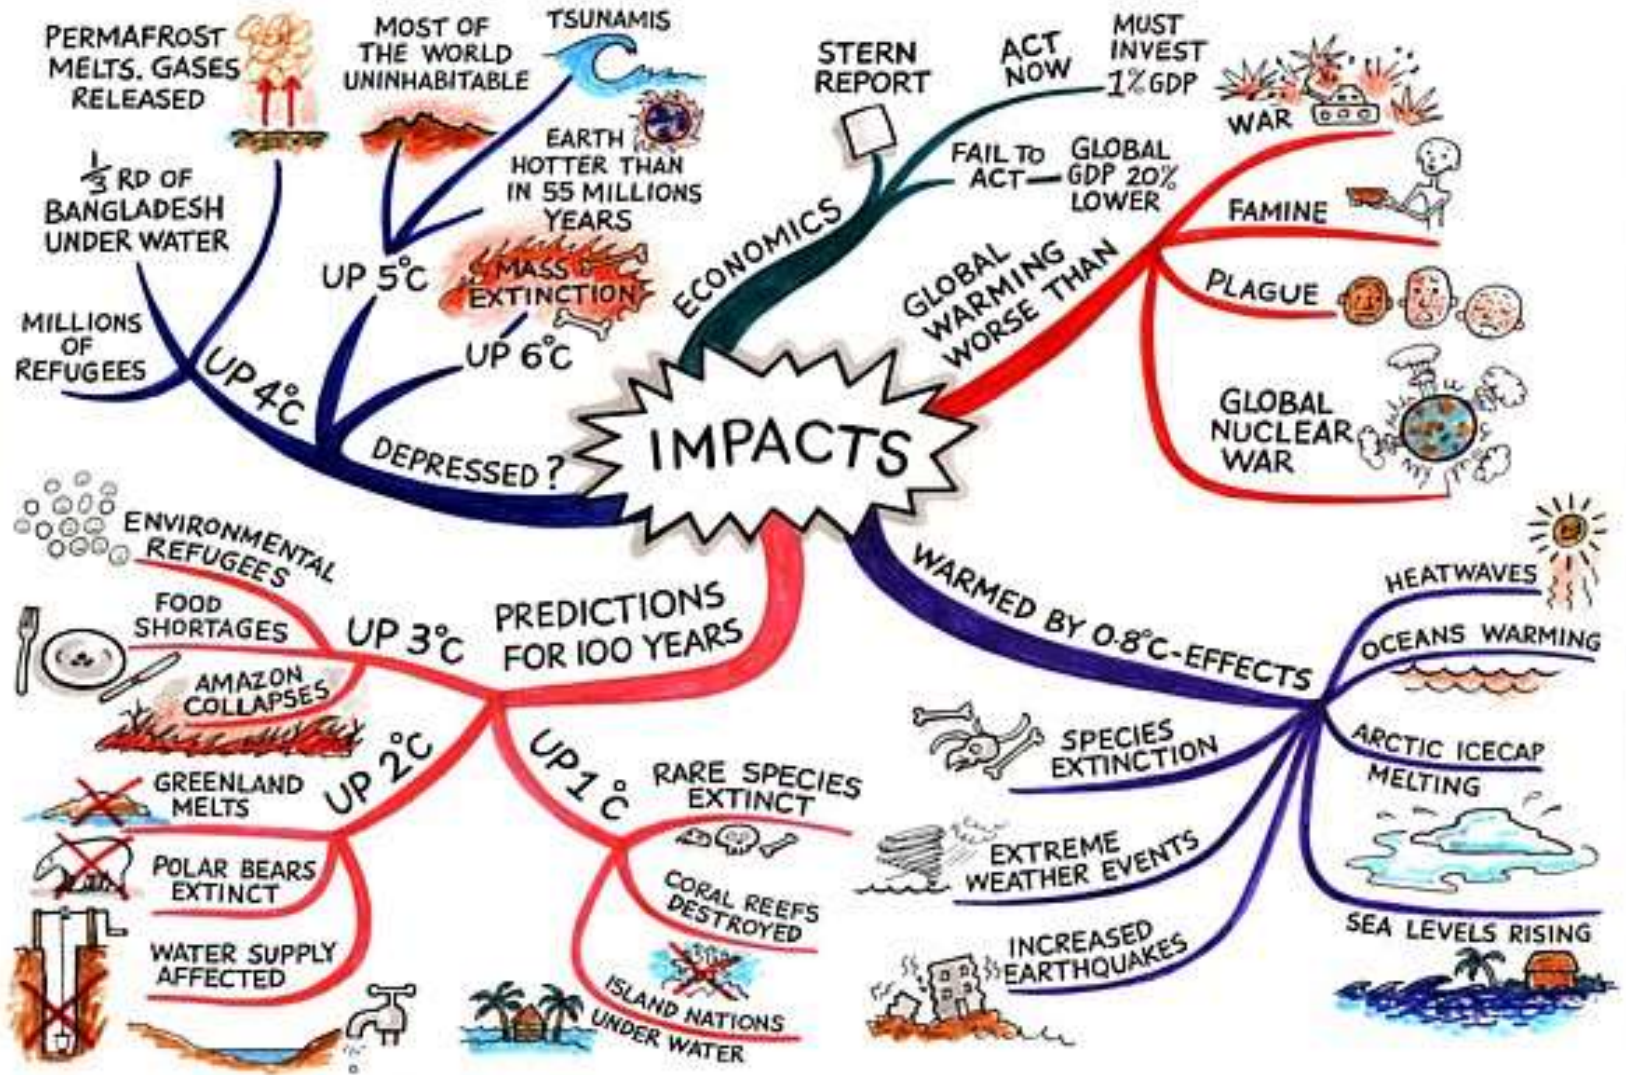 IMPACTS
ECONOMICS
STERN
REPORT
ACT
NOW
MUST
INVEST
1% GDP
FAIL TO
ACT
GLOBAL
GDP 20%
LOWER
GLOBAL
WARMING
WORSE THAN
WAR
FAMINE
PLAGUE
GLOBAL
NUCLEAR
WAR
WARMED BY 0.8°C-EFFECTS
HEATWAVES
OCEANS WARMING
ARCTIC ICECAP
MELTING
SEA LEVELS RISING
INCREASED
EARTHQUAKES
EXTREME
WEATHER EVENTS
SPECIES
EXTINCTION
PREDICTIONS
FOR 100 YEARS
UP 1°C
RARE SPECIES
EXTINCT
CORAL REEFS
DESTROYED
ISLAND NATIONS
UNDER WATER
UP 2°C
GREENLAND
MELTS
POLAR BEARS
EXTINCT
WATER SUPPLY
AFFECTED
UP 3°C
ENVIRONMENTAL
REFUGEES
FOOD
SHORTAGES
AMAZON
COLLAPSES
DEPRESSED?
UP 4°C
MILLIONS
OF
REFUGEES
1/3 RD OF
BANGLADESH
UNDER WATER
PERMAFROST
MELTS. GASES
RELEASED
UP 5°C
MOST OF
THE WORLD
UNINHABITABLE
TSUNAMIS
EARTH
HOTTER THAN
IN 55 MILLIONS
YEARS
UP 6°C
MASS
EXTINCTION